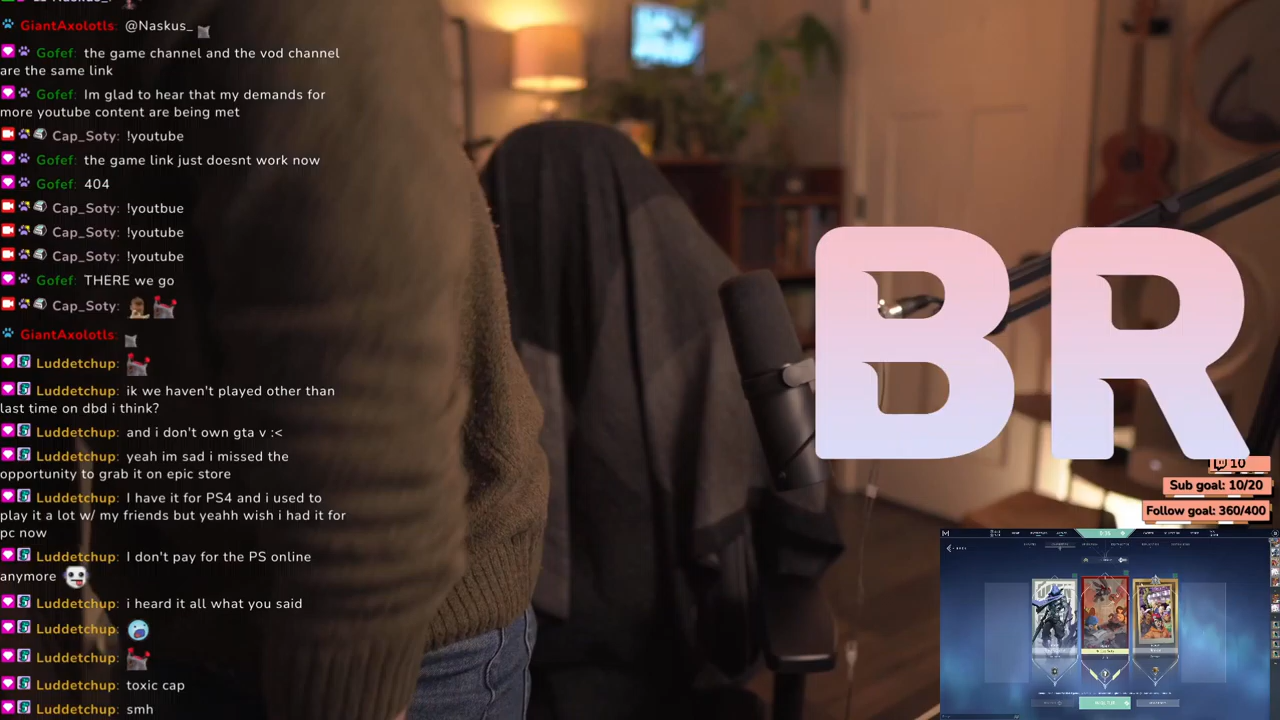 GiantAxolotls: @Naskus_
Gofef: the game channel and the vod channel
are the same link
Gofef: Im glad to hear that my demands for
more youtube content are being met
Cap_Soty: !youtube
Gofef: the game link just doesnt work now
Gofef: 404
Cap_Soty: !youtbue
Cap_Soty: !youtube
Cap_Soty: !youtube
Gofef: THERE we go
Cap_Soty:
GiantAxolotls:
Luddetchup:
Luddetchup: ik we haven't played other than
last time on dbd i think?
Luddetchup: and i don't own gta v :<
Luddetchup: yeah im sad i missed the
opportunity to grab it on epic store
Luddetchup: I have it for PS4 and i used to
play it a lot w/ my friends but yeahh wish i had it for
pc now
Luddetchup: I don't pay for the PS online
anymore
Luddetchup: i heard it all what you said
Luddetchup:
Luddetchup:
Luddetchup: toxic cap
Luddetchup: smh
BR
10
Sub goal: 10/20
Follow goal: 360/400